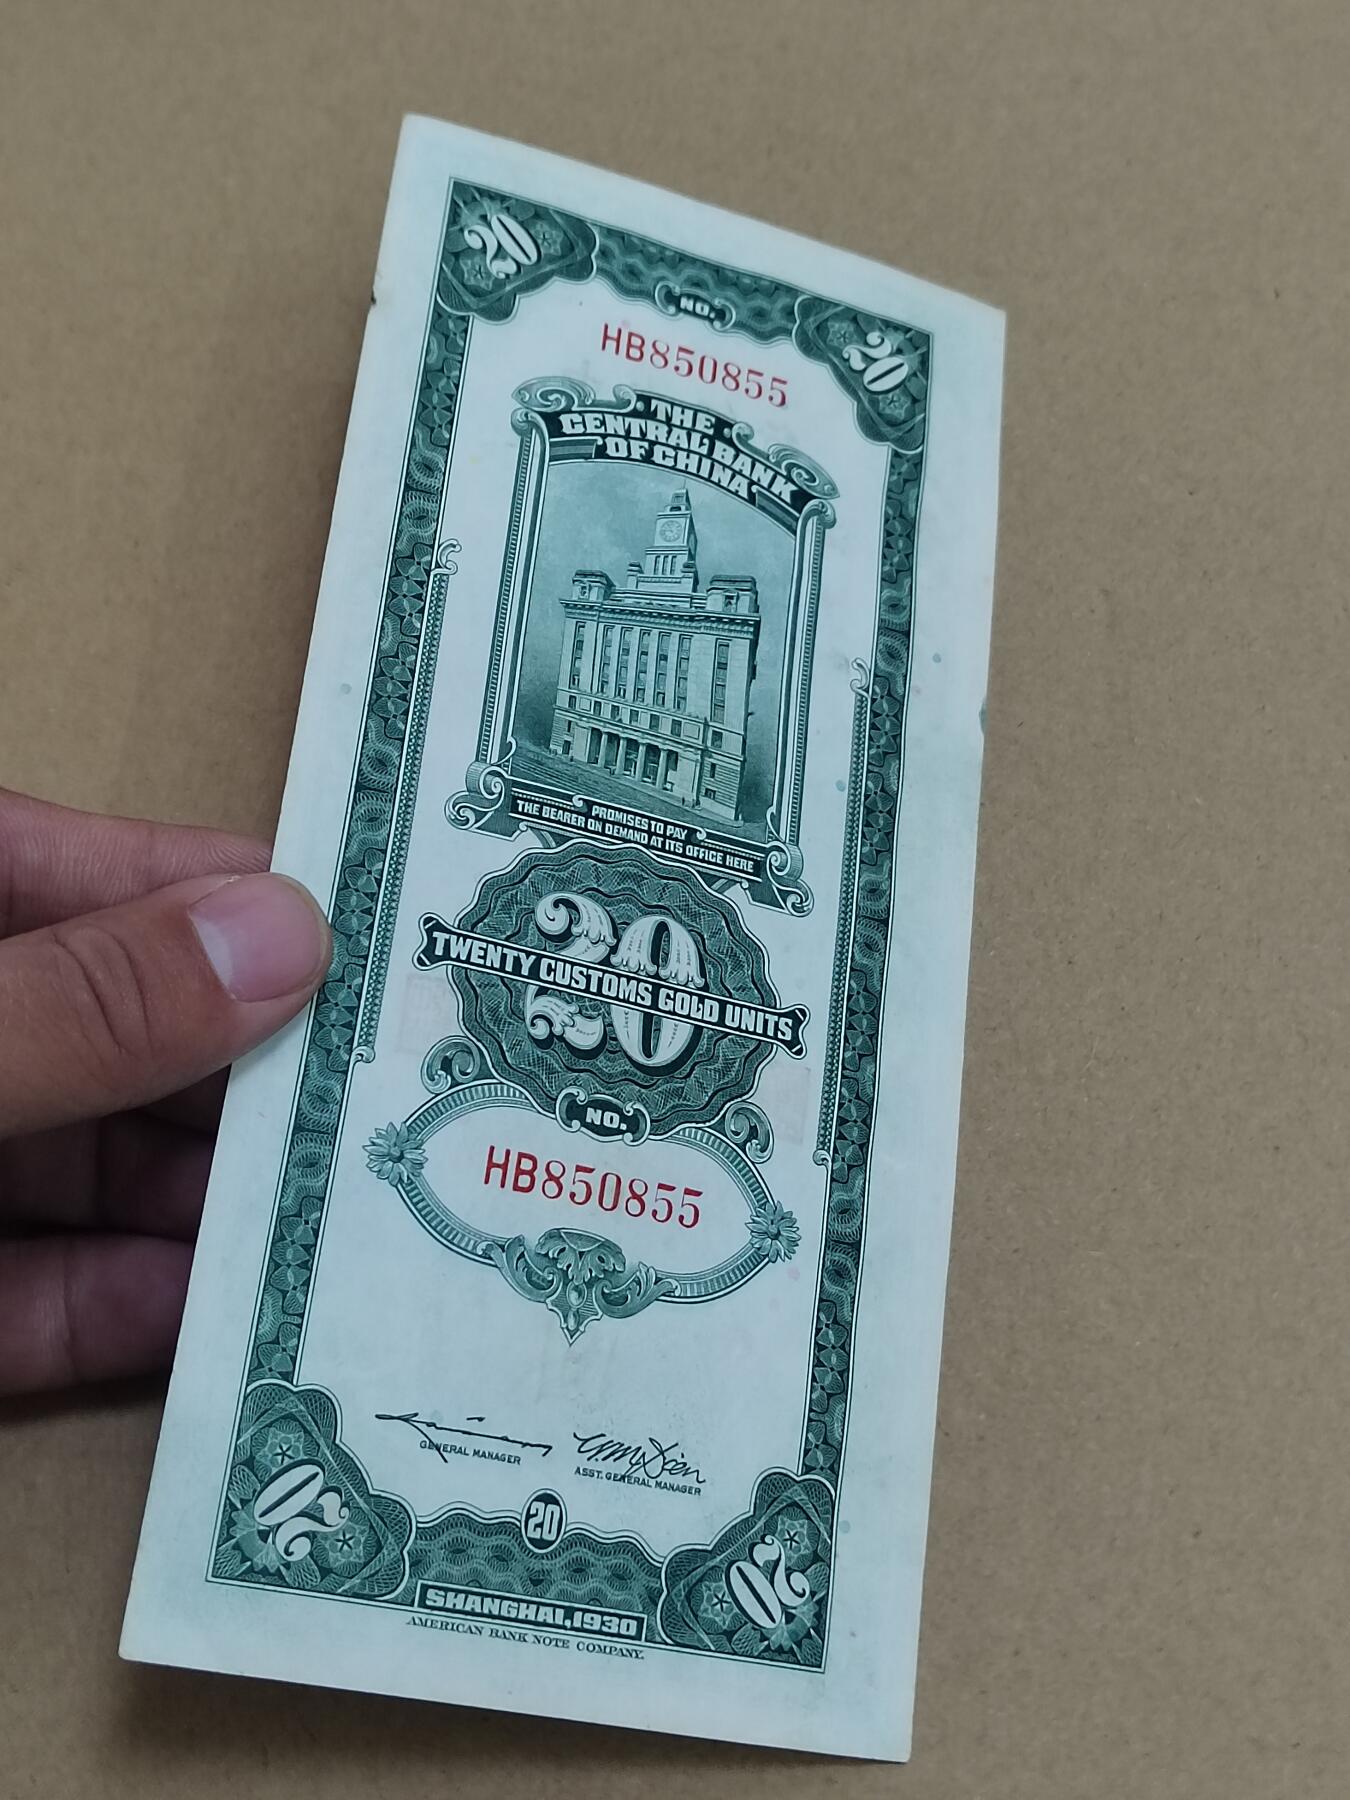 20
NO.
20
HB850855
THE
CENTRAL BANK
OF CHINA
PROMISES TO PAY
THE BEARER ON DEMAND AT ITS OFFICE HERE
20
TWENTY CUSTOMS GOLD UNITS
NO.
HB850855
GENERAL MANAGER
ASST. GENERAL MANAGER
20
20
20
SHANGHAI, 1930
AMERICAN BANK NOTE COMPANY.